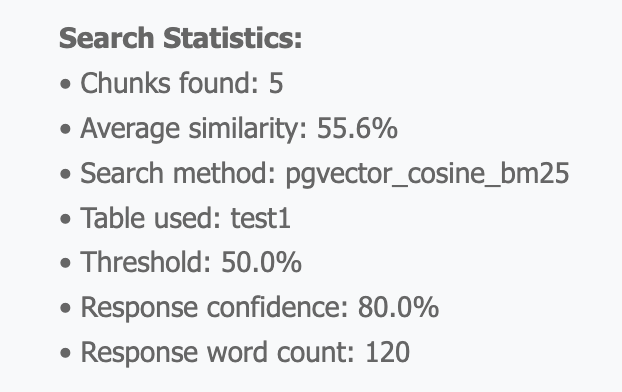 Search Statistics:
• Chunks found: 5
• Average similarity: 55.6%
• Search method: pgvector_cosine_bm25
• Table used: test1
• Threshold: 50.0%
• Response confidence: 80.0%
• Response word count: 120